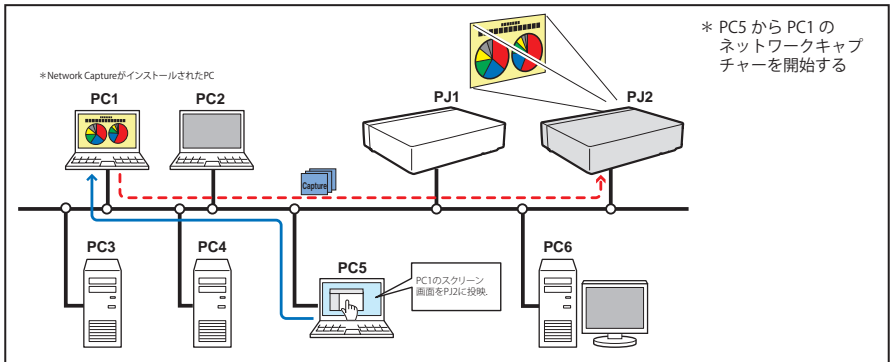 ＊ PC5 から PC1 の
ネットワークキャプ
チャーを開始する
＊Network CaptureがインストールされたPC
PC1
PC2
PJ1
PJ2
Capture
PC3
PC4
PC5
PC6
PC1のスクリーン
画面をPJ2に投映.